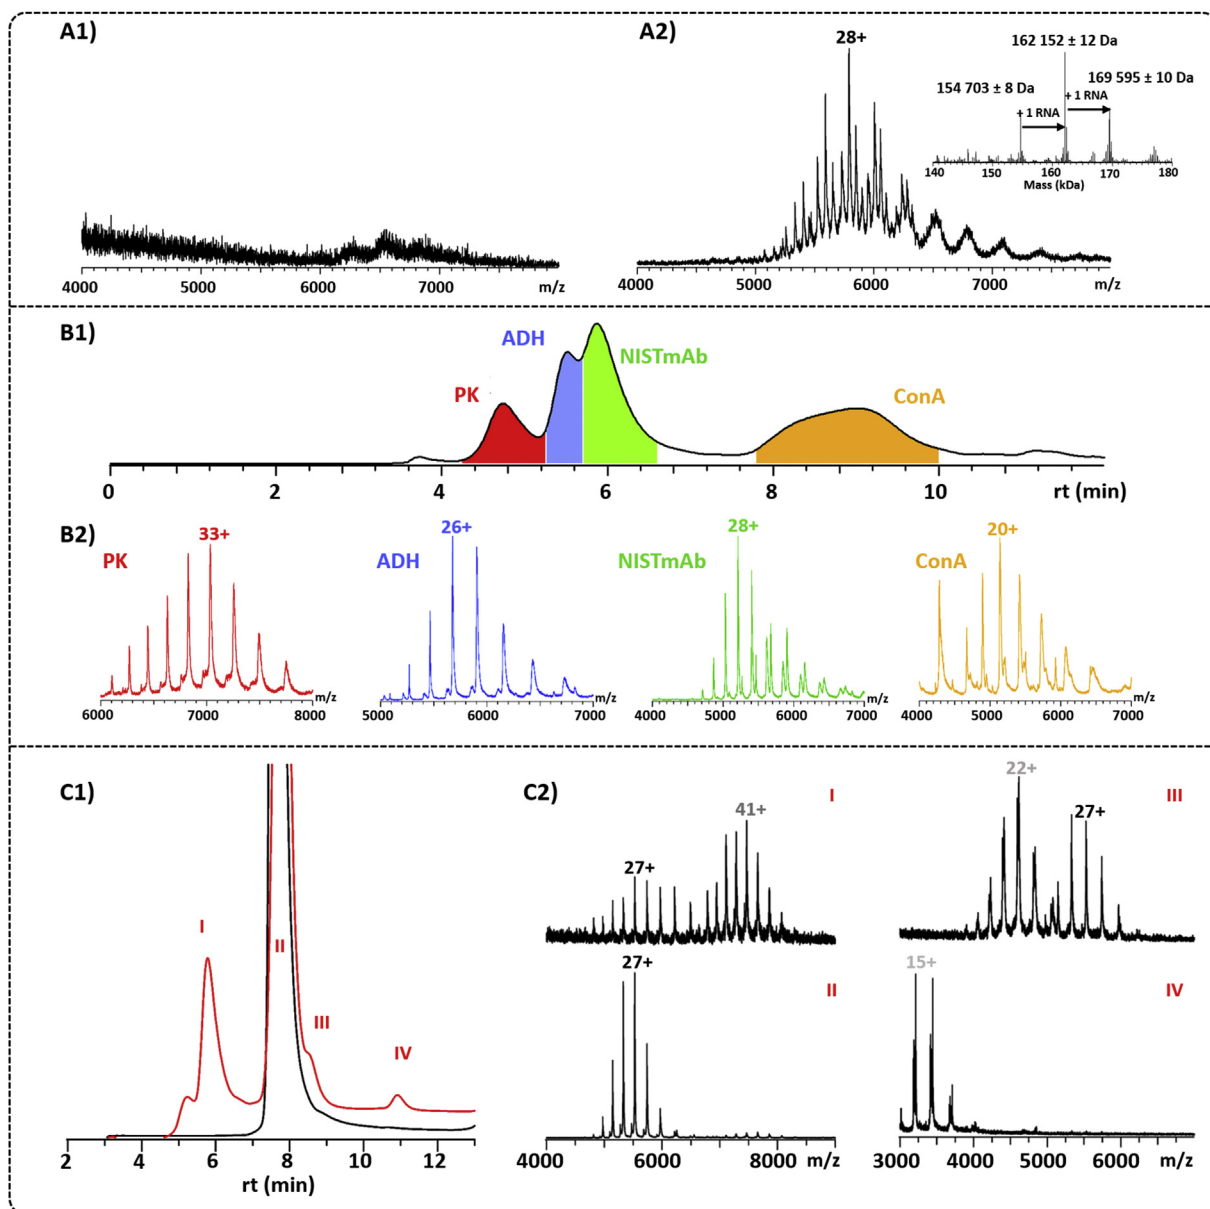 A1)
4000 5000 6000 7000 m/z
A2)
28+
162 152 ± 12 Da
154 703 ± 8 Da
169 595 ± 10 Da
+ 1 RNA
+ 1 RNA
140 150 160 170 180
Mass (kDa)
4000 5000 6000 7000 m/z
B1)
PK
ADH
NISTmAb
ConA
0 2 4 6 8 10 rt (min)
B2)
PK
33+
6000 7000 8000
m/z
ADH
26+
5000 6000 7000
m/z
NISTmAb
28+
4000 5000 6000 7000
m/z
ConA
20+
4000 5000 6000 7000
m/z
C1)
I
II
III
IV
2 4 6 8 10 12
rt (min)
C2)
I
27+
41+
II
27+
4000 6000 8000 m/z
III
22+
27+
IV
15+
3000 4000 5000 6000 m/z